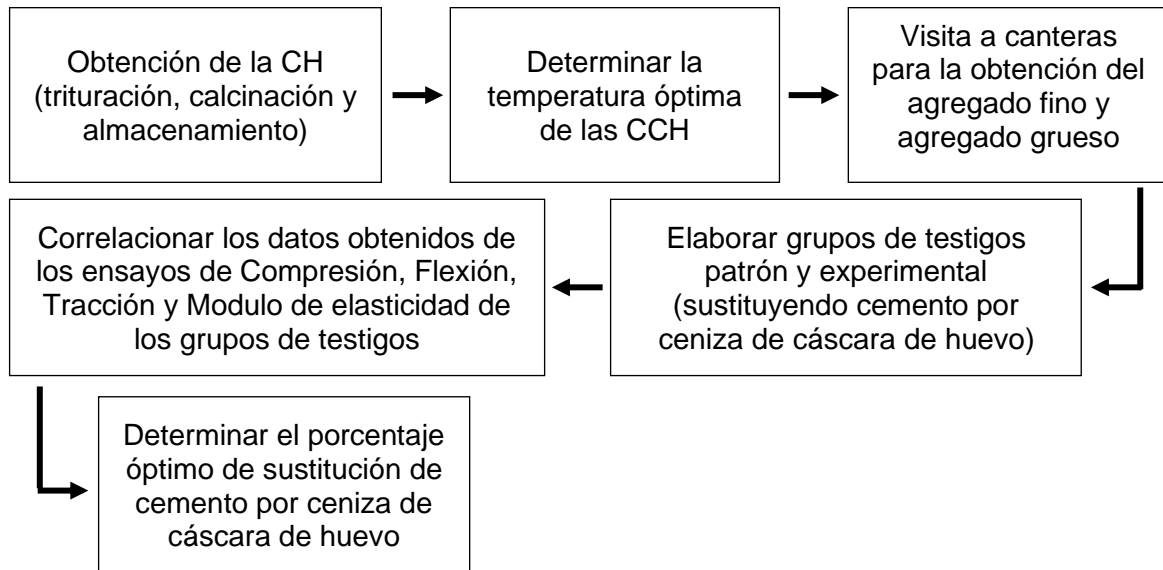 Obtención de la CH
(trituración, calcinación y
almacenamiento)
Determinar la
temperatura óptima
de las CCH
Visita a canteras
para la obtención del
agregado fino y
agregado grueso
Elaborar grupos de testigos
patrón y experimental
(sustituyendo cemento por
ceniza de cáscara de huevo)
Correlacionar los datos obtenidos de
los ensayos de Compresión, Flexión,
Tracción y Modulo de elasticidad de
los grupos de testigos
Determinar el porcentaje
óptimo de sustitución de
cemento por ceniza de
cáscara de huevo